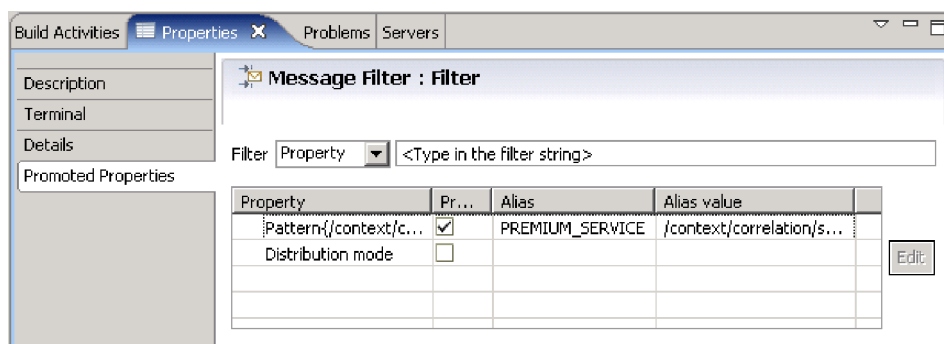 Build Activities Properties Problems Servers
Message Filter : Filter
Description
Terminal
Details
Promoted Properties
Filter Property <Type in the filter string>
Property Pr... Alias Alias value
Pattern{/context/c... PREMIUM_SERVICE /context/correlation/s...
Distribution mode
Edit